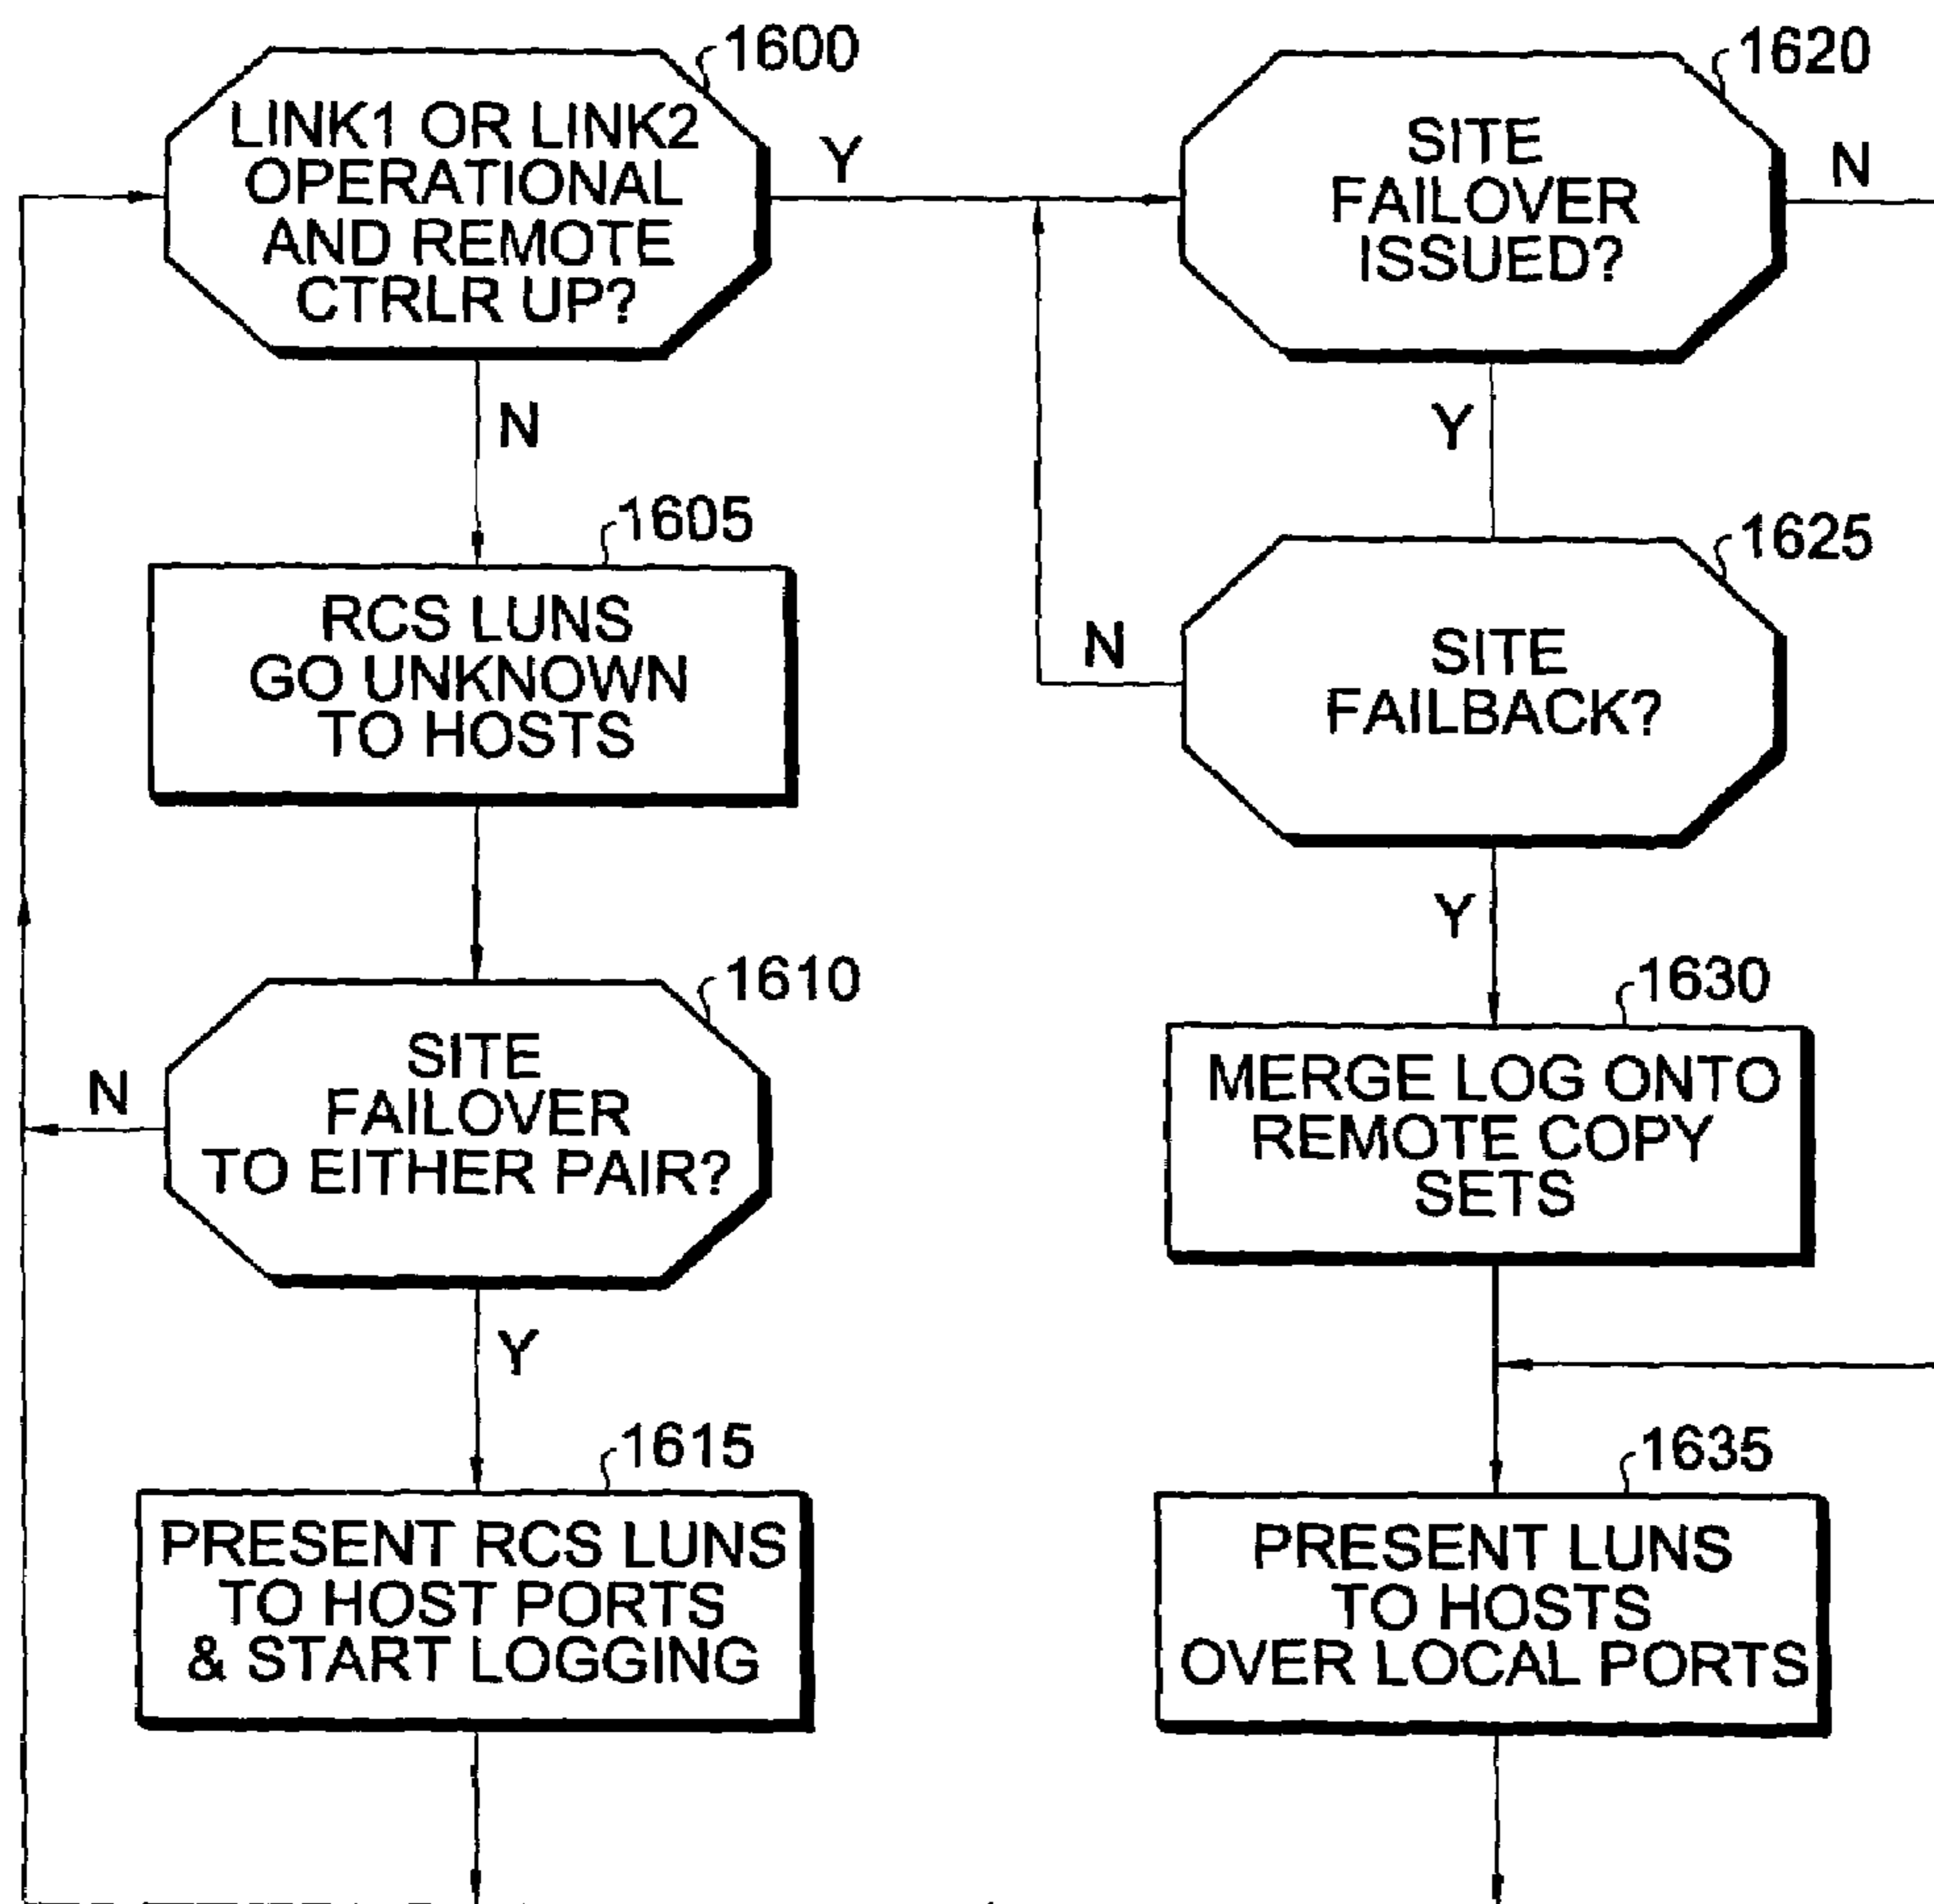 1600
LINK1 OR LINK2
OPERATIONAL
AND REMOTE
CTRLR UP?
Y
N
1605
RCS LUNS
GO UNKNOWN
TO HOSTS
1610
SITE
FAILOVER
TO EITHER PAIR?
N
Y
1615
PRESENT RCS LUNS
TO HOST PORTS
& START LOGGING
1620
SITE
FAILOVER
ISSUED?
N
Y
1625
SITE
FAILBACK?
N
Y
1630
MERGE LOG ONTO
REMOTE COPY
SETS
1635
PRESENT LUNS
TO HOSTS
OVER LOCAL PORTS